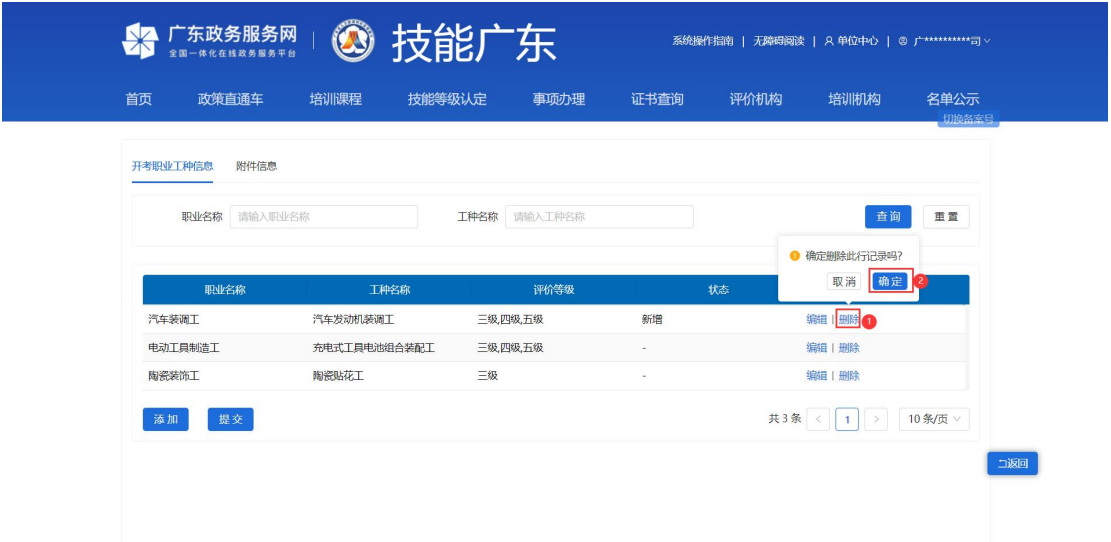 广东政务服务网
全国一体化在线政务服务平台
技能广东
系统操作指南 | 无障碍阅读 | 单位中心 | 广**********司
首页 政策直通车 培训课程 技能等级认定 事项办理 证书查询 评价机构 培训机构 名单公示
切换备案号
开考职业工种信息 附件信息
职业名称 请输入职业名称 工种名称 请输入工种名称 查询 重置
确定删除此行记录吗?
取消 确定 2
职业名称 工种名称 评价等级 状态
汽车装调工 汽车发动机装调工 三级,四级,五级 新增 编辑 | 删除 1
电动工具制造工 充电式工具电池组合装配工 三级,四级,五级 - 编辑 | 删除
陶瓷装饰工 陶瓷贴花工 三级 - 编辑 | 删除
添加 提交 共3条 < 1 > 10条/页
返回